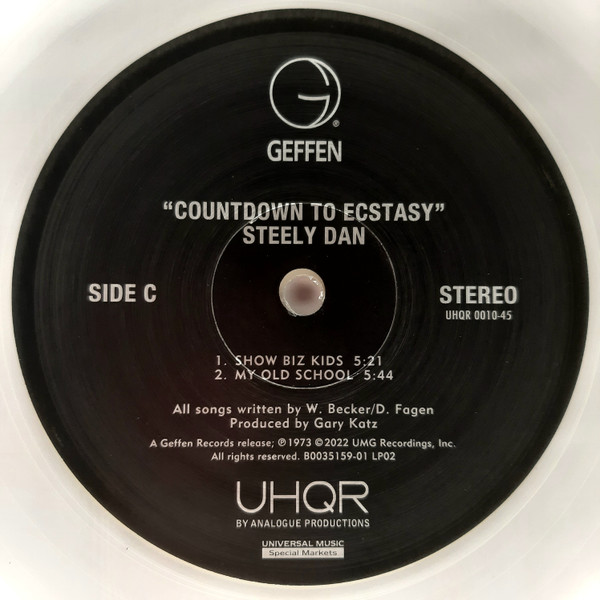 GEFFEN
®
"COUNTDOWN TO ECSTASY"
STEELY DAN
SIDE C
STEREO
UHQR 0010-45
1. SHOW BIZ KIDS 5:21
2. MY OLD SCHOOL 5:44
All songs written by W. Becker/D. Fagen
Produced by Gary Katz
A Geffen Records release; ℗1973 ©2022 UMG Recordings, Inc.
All rights reserved. B0035159-01 LP02
UHQR
BY ANALOGUE PRODUCTIONS
UNIVERSAL MUSIC
Special Markets